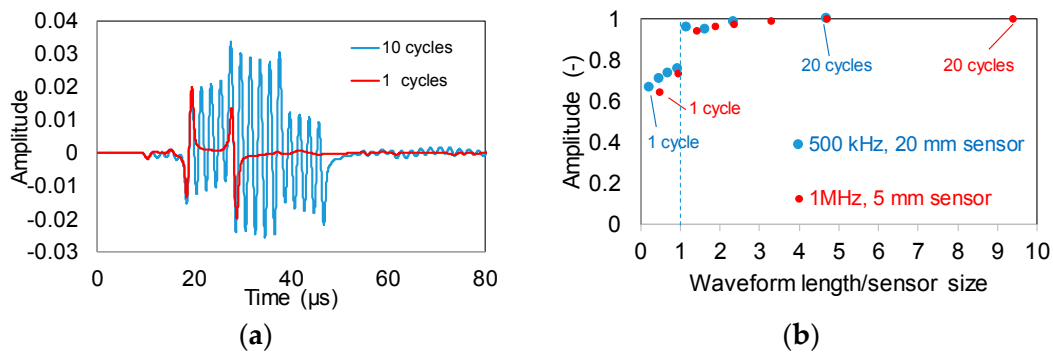 0.04
0.03
0.02
0.01
0
-0.01
-0.02
0.03
Amplitude
10 cycles
1 cycles
0
20
40
60
80
Time (μs)
(a)
1
0.8
0.6
0.4
0.2
0
Amplitude (-)
1 cycle
1 cycle
20 cycles
20 cycles
500 kHz, 20 mm sensor
1MHz, 5 mm sensor
0 1 2 3 4 5 6 7 8 9 10
Waveform length/sensor size
(b)